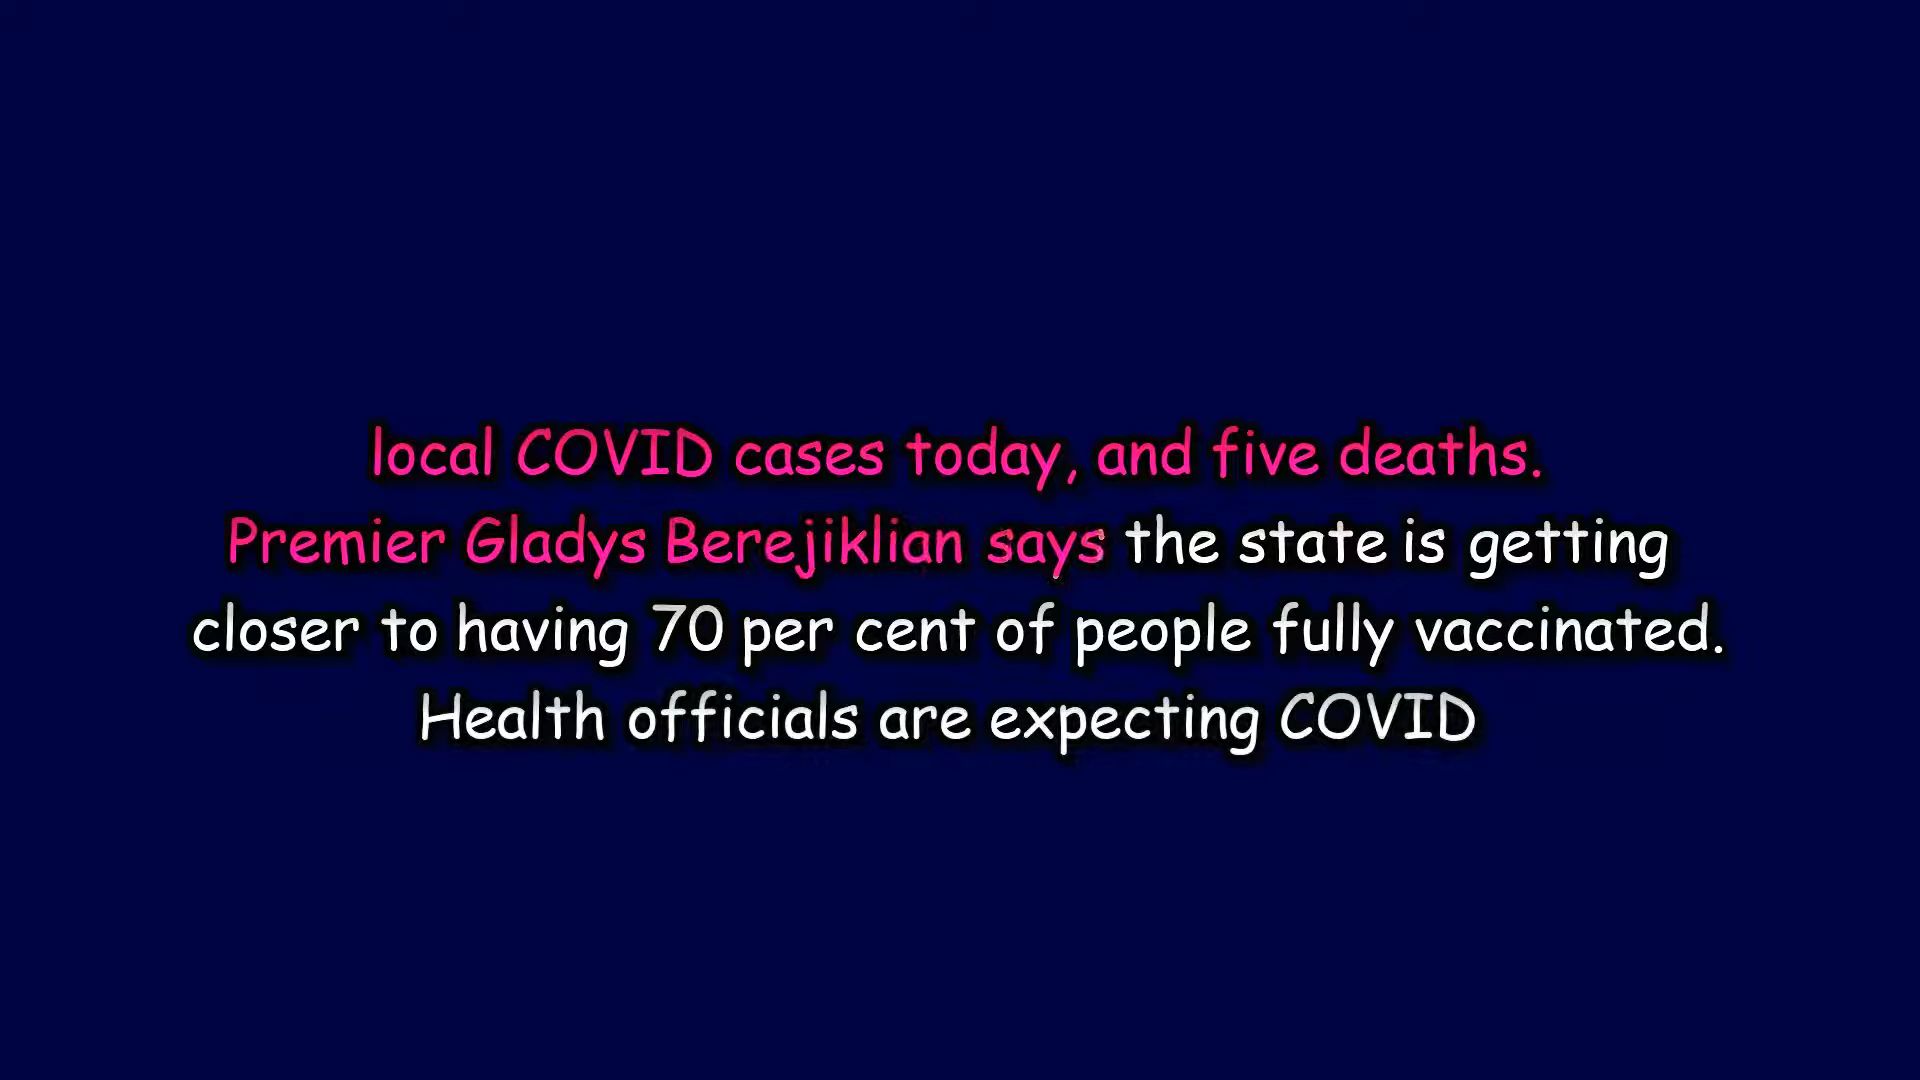 local COVID cases today, and five deaths.
Premier Gladys Berejiklian says the state is getting
closer to having 70 per cent of people fully vaccinated.
Health officials are expecting COVID